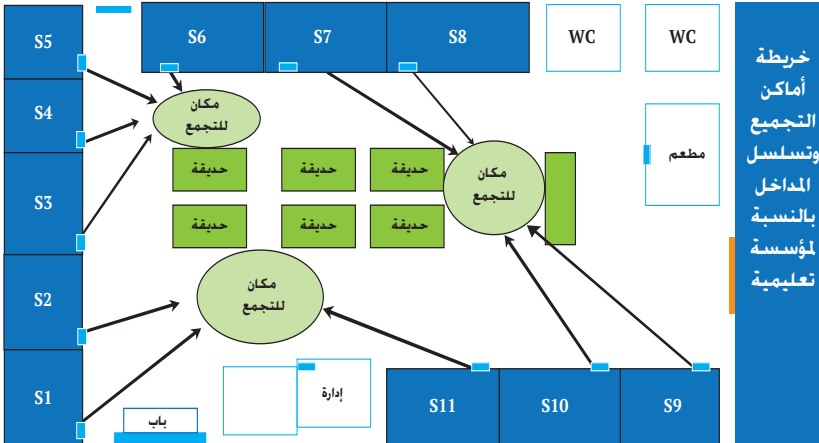 خريطة
أماكن
التجميع
وتسلسل
المداخل
بالنسبة
لمؤسسة
تعليمية
S5
S6
S7
S8
WC
WC
S4
مكان
للتجمع
مطعم
حديقة
حديقة
حديقة
مكان
للتجمع
S3
حديقة
حديقة
حديقة
S2
مكان
للتجمع
S1
باب
إدارة
S11
S10
S9